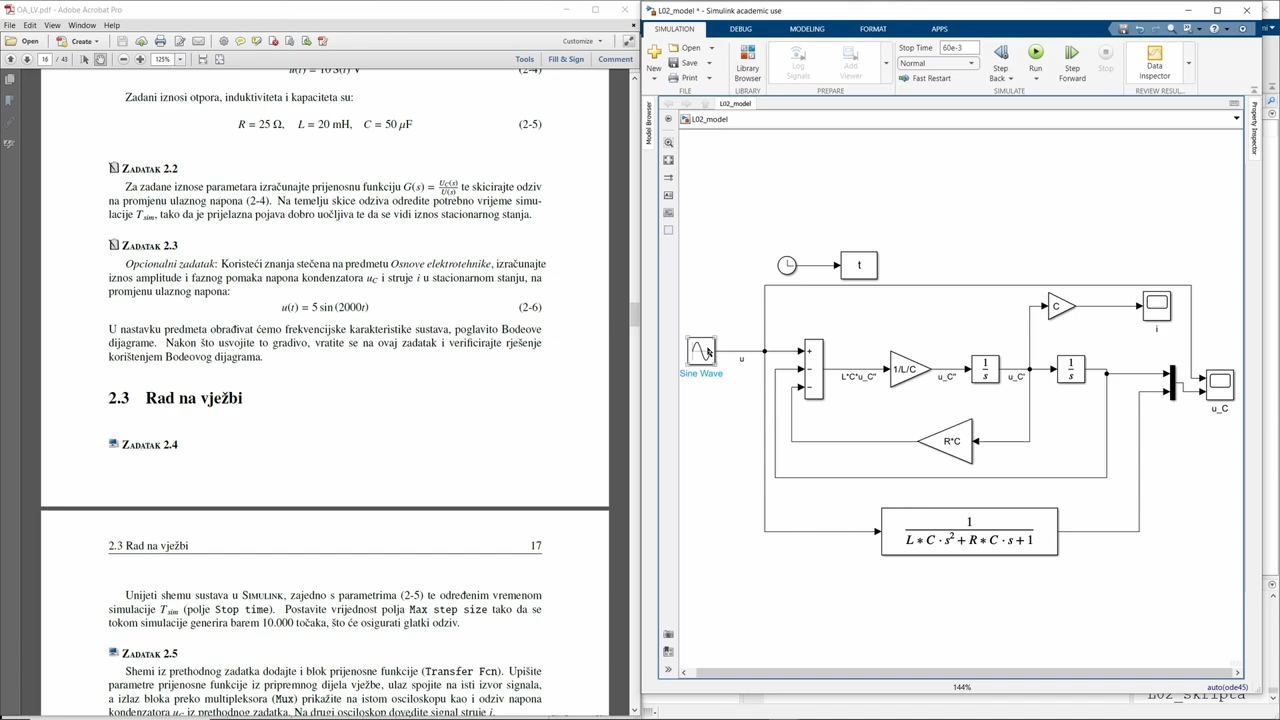 OA_LV.pdf - Adobe Acrobat Pro
File Edit View Window Help
Open Create Customize
16 / 43 125% Tools Fill & Sign Comment
Zadani iznosi otpora, induktiviteta i kapaciteta su:
R = 25 Ω, L = 20 mH, C = 50 μF (2-5)
ZADATAK 2.2
Za zadane iznose parametara izračunajte prijenosnu funkciju G(s) = U_C(s)/U(s) te skicirajte odziv
na promjenu ulaznog napona (2-4). Na temelju skice odziva odredite potrebno vrijeme simu-
lacije T_sim, tako da je prijelazna pojava dobro uočljiva te da se vidi iznos stacionarnog stanja.
ZADATAK 2.3
Opcionalni zadatak: Koristeći znanja stečena na predmetu Osnove elektrotehnike, izračunajte
iznos amplitude i faznog pomaka napona kondenzatora u_C i struje i u stacionarnom stanju, na
promjenu ulaznog napona:
u(t) = 5 sin (2000t) (2-6)
U nastavku predmeta obrađivat ćemo frekvencijske karakteristike sustava, poglavito Bodeove
dijagrame. Nakon što usvojite to gradivo, vratite se na ovaj zadatak i verificirajte rješenje
korištenjem Bodeovog dijagrama.
2.3 Rad na vježbi
ZADATAK 2.4
2.3 Rad na vježbi 17
Unijeti shemu sustava u SIMULINK, zajedno s parametrima (2-5) te određenim vremenom
simulacije T_sim (polje Stop time). Postavite vrijednost polja Max step size tako da se
tokom simulacije generira barem 10.000 točaka, što će osigurati glatki odziv.
ZADATAK 2.5
Shemi iz prethodnog zadatka dodajte i blok prijenosne funkcije (Transfer Fcn). Upišite
parametre prijenosne funkcije iz pripremnog dijela vježbe, ulaz spojite na isti izvor signala,
a izlaz bloka preko multipleksora (Mux) prikažite na istom osciloskopu kao i odziv napona
kondenzatora u_C iz prethodnog zadatka. Na drugi osciloskop dovedite signal struje i.
L02_model * - Simulink academic use
SIMULATION DEBUG MODELING FORMAT APPS
New
Open
Save
Print
FILE
Library
Browser
LIBRARY
Log
Signals
Add
Viewer
PREPARE
Stop Time 60e-3
Normal
Fast Restart
Step
Back
Run
Step
Forward
Stop
SIMULATE
Data
Inspector
REVIEW RESUL...
Model Browser
L02_model
L02_model
Property Inspector
t
C
i
Sine Wave
u
+
−
−
L*C*u_C''
1/L/C
u_C''
1/s
u_C'
1/s
u_C
R*C
1
L∗C·s²+R∗C·s+1
144%
auto(ode45)
L02_skripta